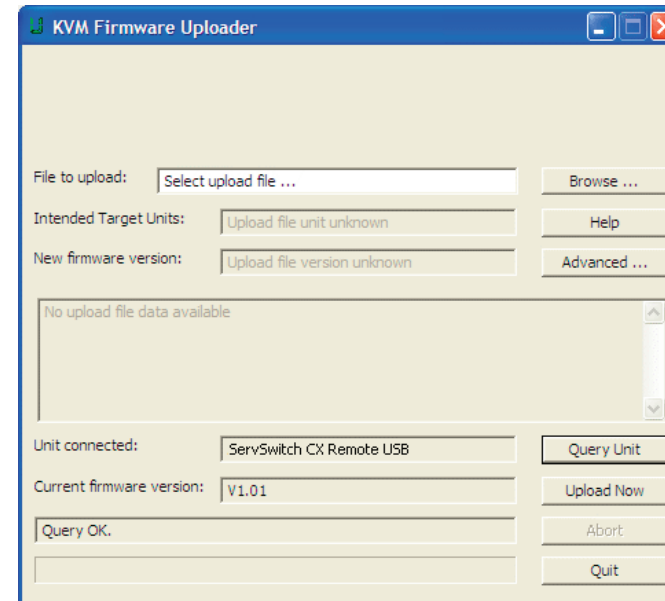 KVM Firmware Uploader
File to upload: Select upload file ... Browse ...
Intended Target Units: Upload file unit unknown Help
New firmware version: Upload file version unknown Advanced ...
No upload file data available
Unit connected: ServSwitch CX Remote USB Query Unit
Current firmware version: V1.01 Upload Now
Query OK. Abort
Quit